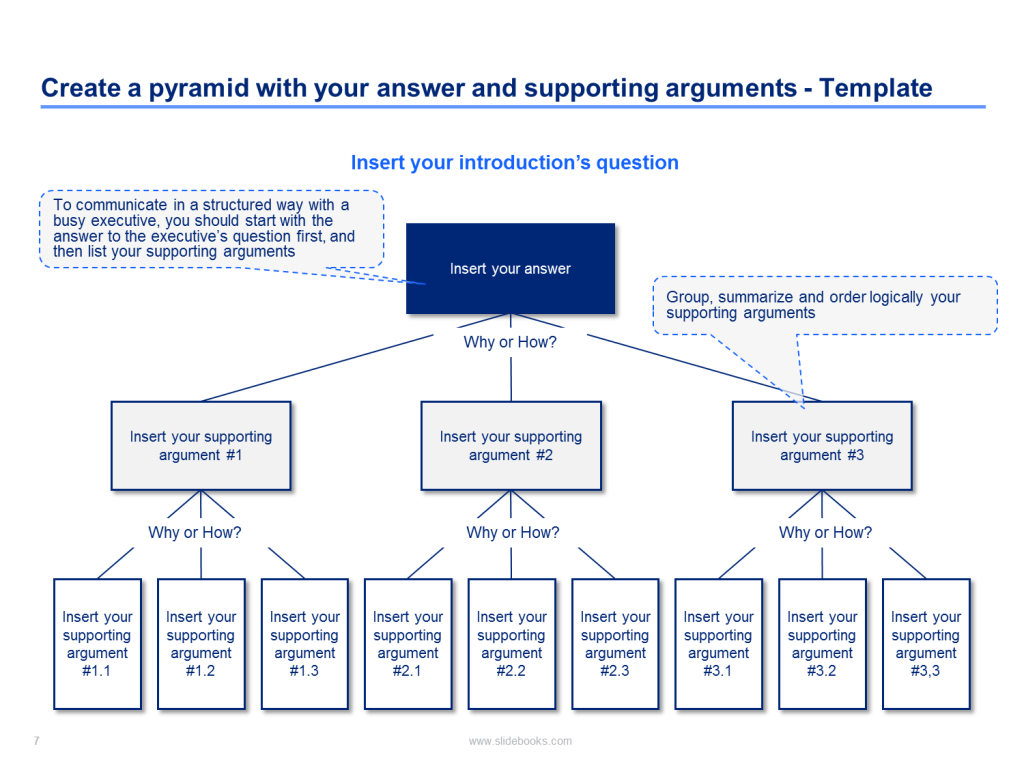 Create a pyramid with your answer and supporting arguments - Template
Insert your introduction’s question
To communicate in a structured way with a
busy executive, you should start with the
answer to the executive’s question first, and
then list your supporting arguments
Insert your answer
Group, summarize and order logically your
supporting arguments
Why or How?
Insert your supporting
argument #1
Insert your supporting
argument #2
Insert your supporting
argument #3
Why or How?
Why or How?
Why or How?
Insert your
supporting
argument
#1.1
Insert your
supporting
argument
#1.2
Insert your
supporting
argument
#1.3
Insert your
supporting
argument
#2.1
Insert your
supporting
argument
#2.2
Insert your
supporting
argument
#2.3
Insert your
supporting
argument
#3.1
Insert your
supporting
argument
#3.2
Insert your
supporting
argument
#3,3
7
www.slidebooks.com